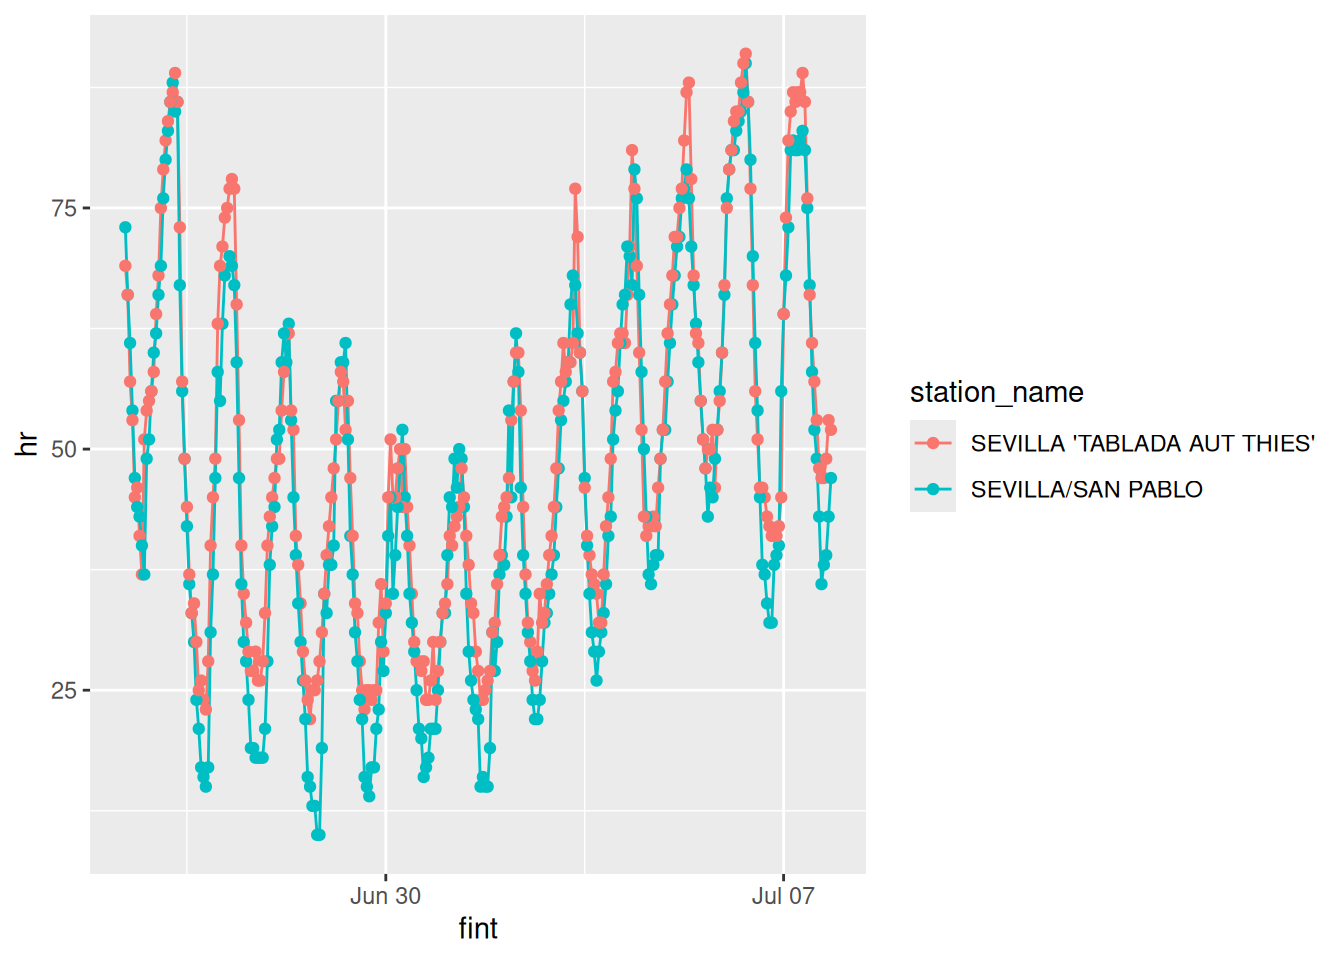 75
50
25
hr
Jun 30
Jul 07
fint
station_name
SEVILLA 'TABLADA AUT THIES'
SEVILLA/SAN PABLO